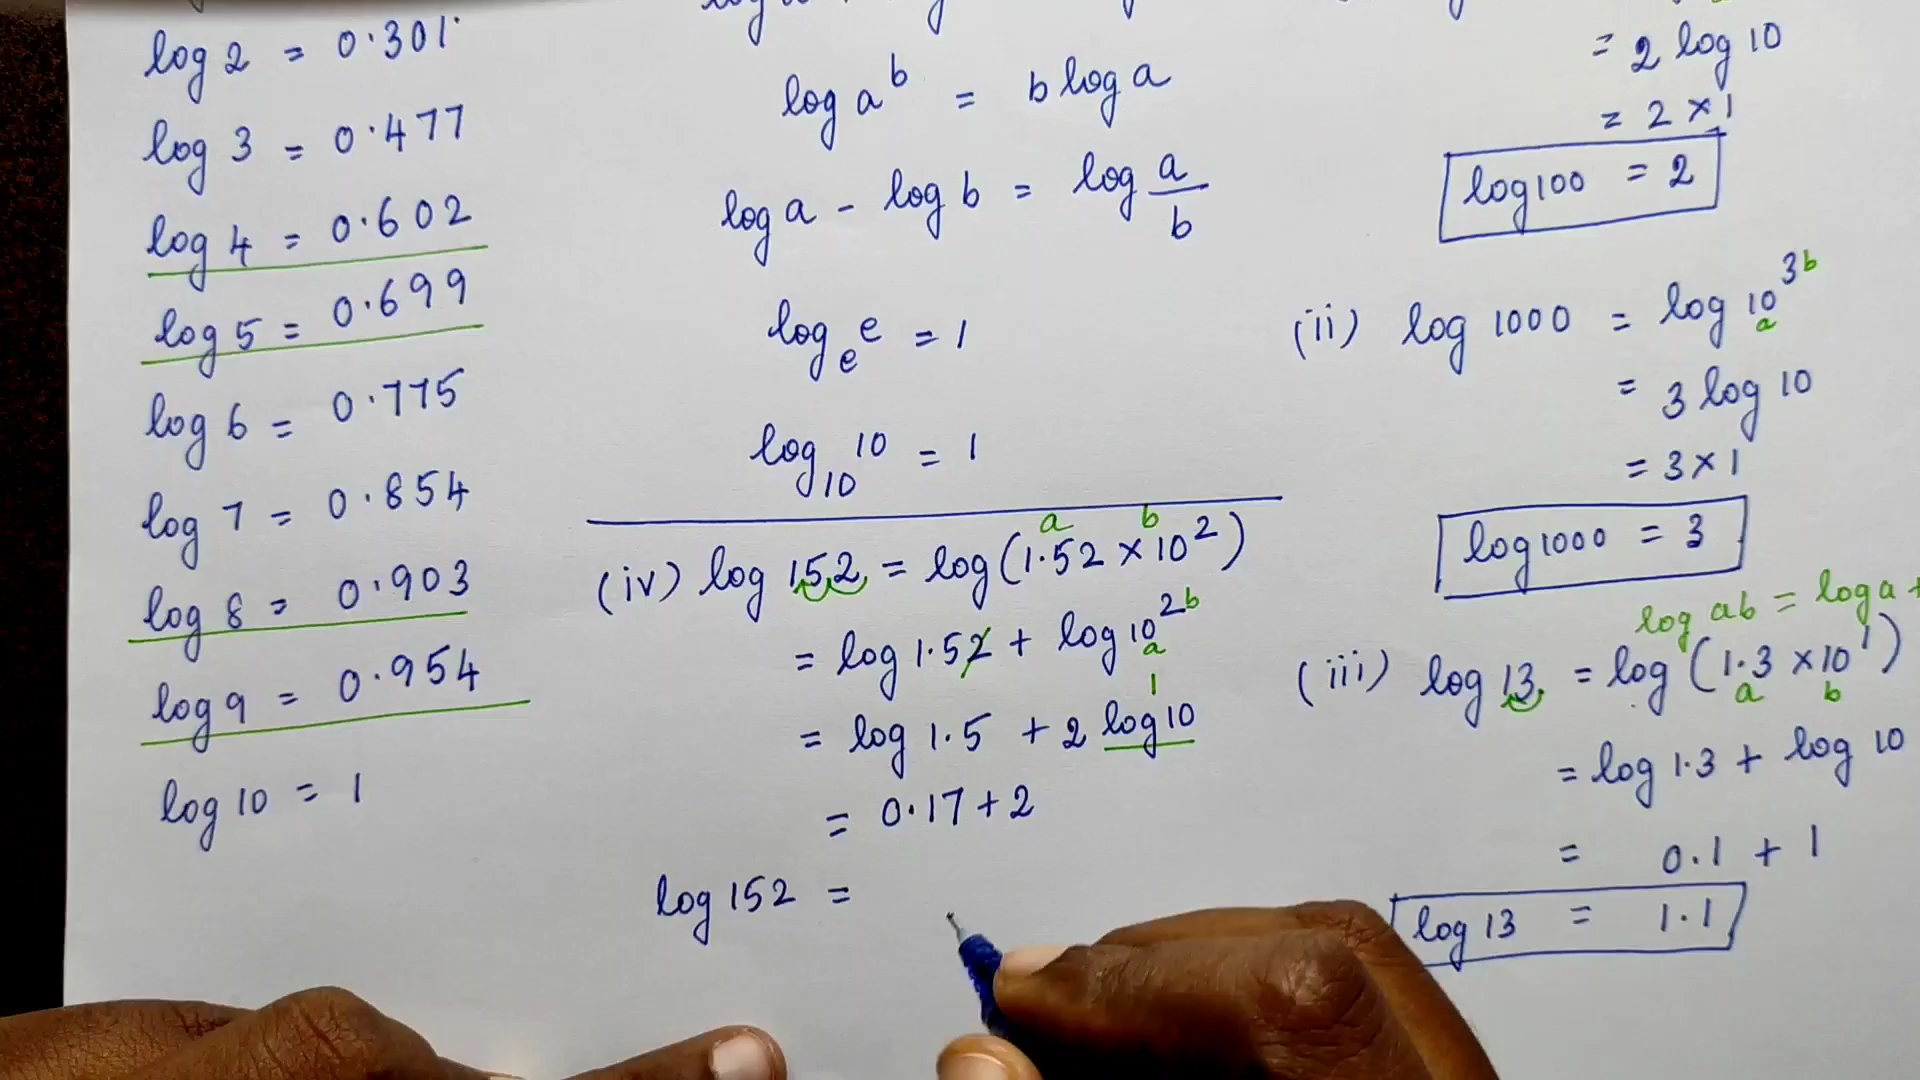 log 2 = 0.301
log 3 = 0.477
log 4 = 0.602
log 5 = 0.699
log 6 = 0.775
log 7 = 0.854
log 8 = 0.903
log 9 = 0.954
log 10 = 1
log a^b = b log a
log a - log b = log a/b
log_e e = 1
log_10 10 = 1
a b
(iv) log 152 = log (1.52 × 10^2)
= log 1.52 + log 10^2 b
a
1
= log 1.5 + 2 log 10
= 0.17 + 2
log 152 =
= 2 log 10
= 2 × 1
log 100 = 2
(ii) log 1000 = log 10^3 b
a
= 3 log 10
= 3 × 1
log 1000 = 3
log ab = log a +
(iii) log 13 = log (1.3 × 10^1)
a b
= log 1.3 + log 10
= 0.1 + 1
log 13 = 1.1